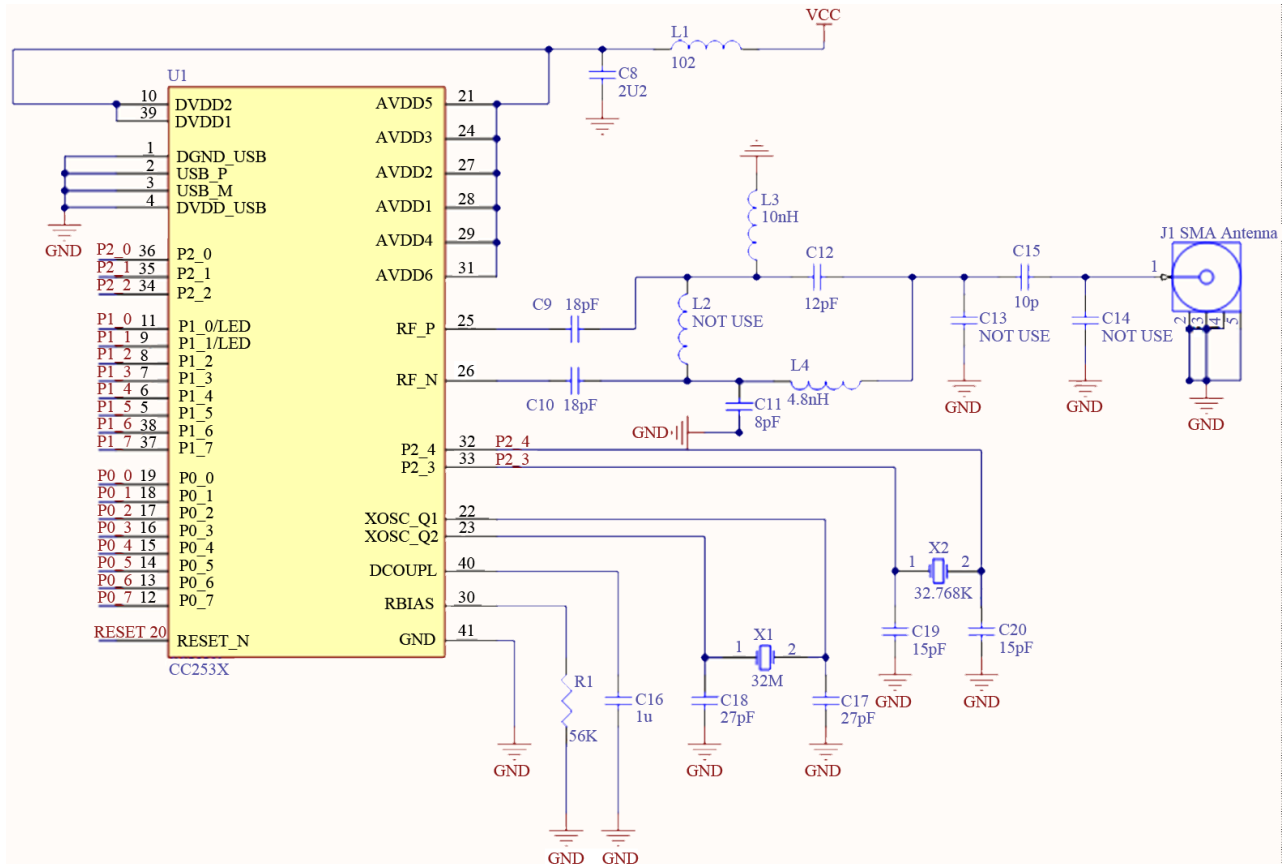 VCC
L1
102
C8
2U2
U1
10 DVDD2
39 DVDD1
1 DGND_USB
2 USB_P
3 USB_M
4 DVDD_USB
GND
P2_0 36 P2_0
P2_1 35 P2_1
P2_2 34 P2_2
P1_0 11 P1_0/LED
P1_1 9 P1_1/LED
P1_2 8 P1_2
P1_3 7 P1_3
P1_4 6 P1_4
P1_5 5 P1_5
P1_6 38 P1_6
P1_7 37 P1_7
P0_0 19 P0_0
P0_1 18 P0_1
P0_2 17 P0_2
P0_3 16 P0_3
P0_4 15 P0_4
P0_5 14 P0_5
P0_6 13 P0_6
P0_7 12 P0_7
RESET 20 RESET_N
CC253X
AVDD5 21
AVDD3 24
AVDD2 27
AVDD1 28
AVDD4 29
AVDD6 31
RF_P 25
RF_N 26
P2_4 32 P2_4
P2_3 33 P2_3
XOSC_Q1 22
XOSC_Q2 23
DCOUPL 40
RBIAS 30
GND 41
L3
10nH
C9 18pF
L2
NOT USE
C12
12pF
C10 18pF
L4
4.8nH
C11
8pF
GND
C15
10p
C13
NOT USE
GND
C14
NOT USE
GND
J1 SMA Antenna
1
2 3 4 5
GND
X2
1 2
32.768K
C19
15pF
GND
C20
15pF
GND
X1
1 2
32M
C18
27pF
GND
C17
27pF
GND
R1
56K
GND
C16
1u
GND
GND